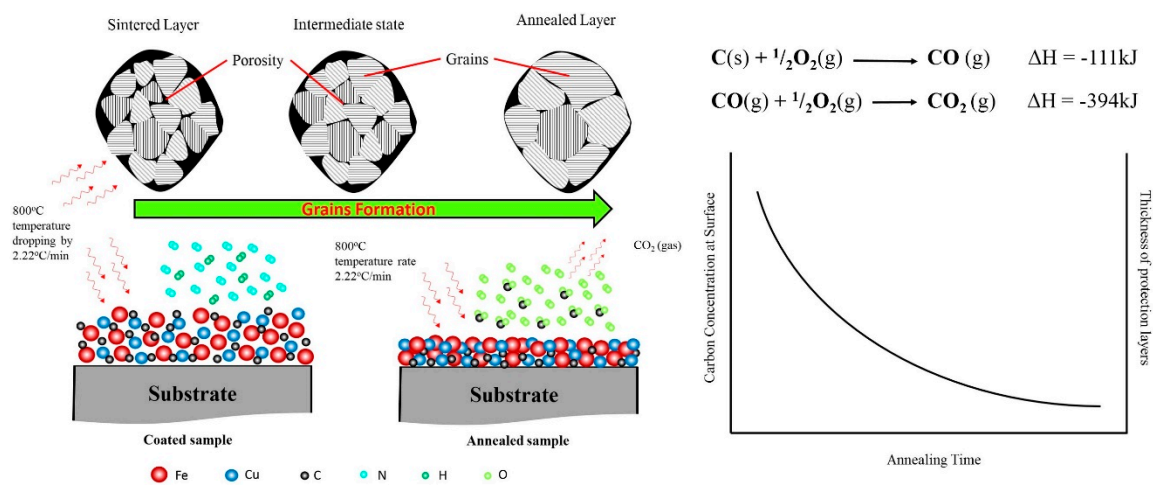 Sintered Layer
Intermediate state
Annealed Layer
Porosity
Grains
800°C
temperature
dropping by
2.22°C/min
Grains Formation
800°C
temperature rate
2.22°C/min
CO₂ (gas)
Substrate
Substrate
Coated sample
Annealed sample
Fe
Cu
C
N
H
O
C(s) + ¹/₂O₂(g) ⟶ CO (g) ΔH = -111kJ
CO(g) + ¹/₂O₂(g) ⟶ CO₂ (g) ΔH = -394kJ
Carbon Concentration at Surface
Thickness of protection layers
Annealing Time